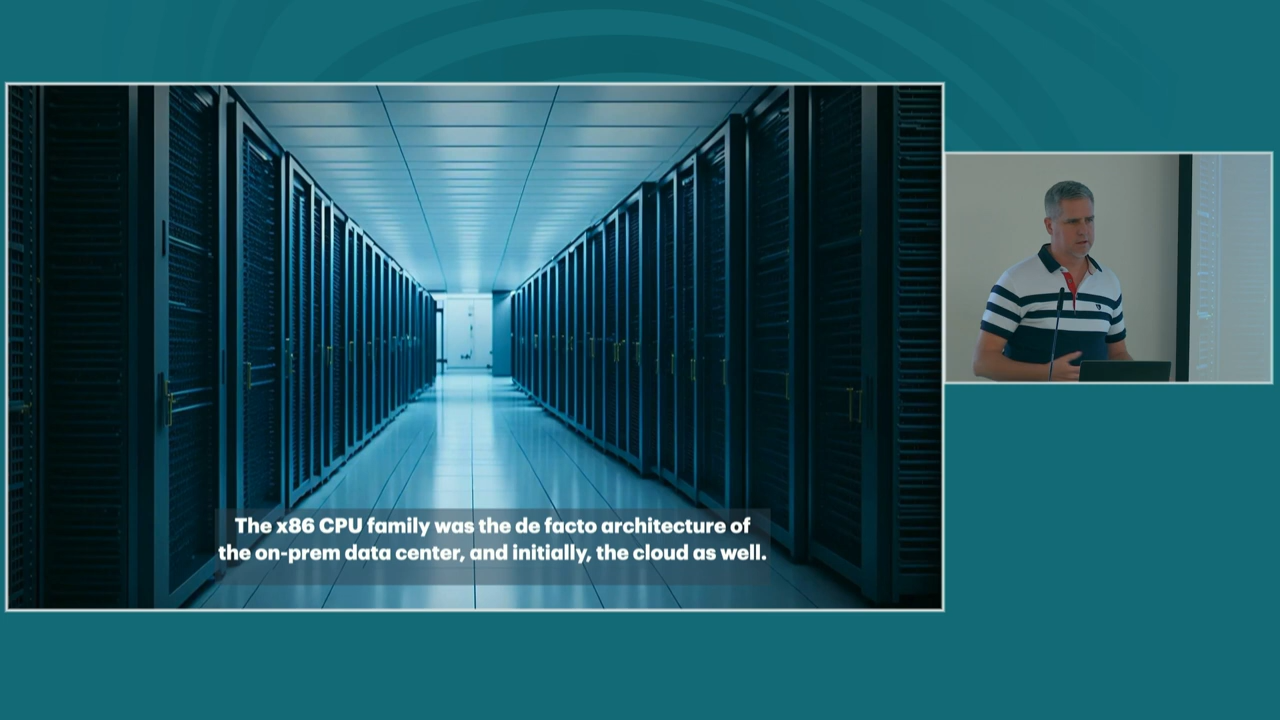 The x86 CPU family was the de facto architecture of
the on-prem data center, and initially, the cloud as well.